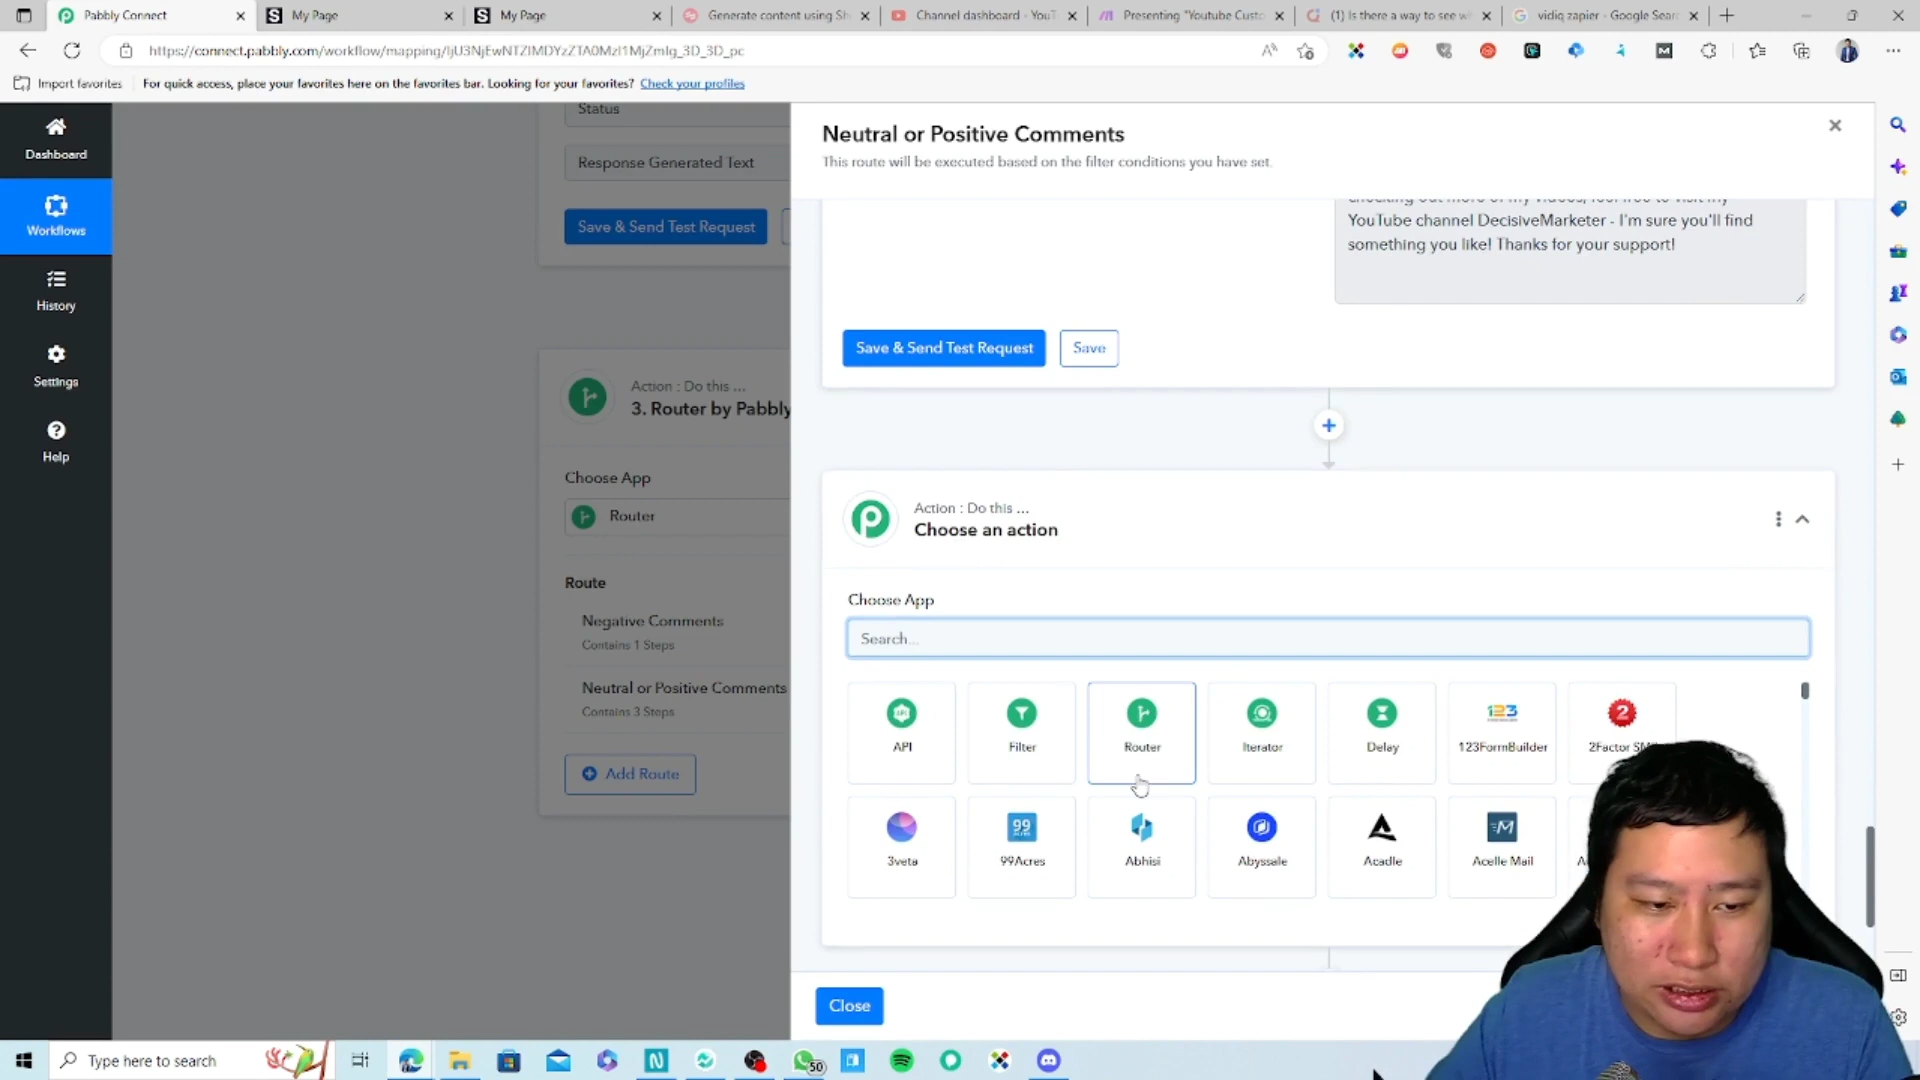 Pabbly Connect
My Page
My Page
Generate content using Sh
Channel dashboard - YouT
Presenting "Youtube Custo
(1) Is there a way to see w
vidiq zapier - Google Sear
https://connect.pabbly.com/workflow/mapping/IjU3NjEwNTZlMDYzZTA0MzI1MjZmIg_3D_3D_pc
Import favorites
For quick access, place your favorites here on the favorites bar. Looking for your favorites? Check your profiles
Dashboard
Workflows
History
Settings
Help
Status
Response Generated Text
Save & Send Test Request
Action : Do this ...
3. Router by Pabbly
Choose App
Router
Route
Negative Comments
Contains 1 Steps
Neutral or Positive Comments
Contains 3 Steps
Add Route
Neutral or Positive Comments
This route will be executed based on the filter conditions you have set.
YouTube channel DecisiveMarketer - I'm sure you'll find
something you like! Thanks for your support!
Save & Send Test Request
Save
Action : Do this ...
Choose an action
Choose App
Search...
API
Filter
Router
Iterator
Delay
123
123FormBuilder
2
2Factor SM
3veta
99
99Acres
Abhisi
Abyssale
Acadle
Acelle Mail
Close
Type here to search
50